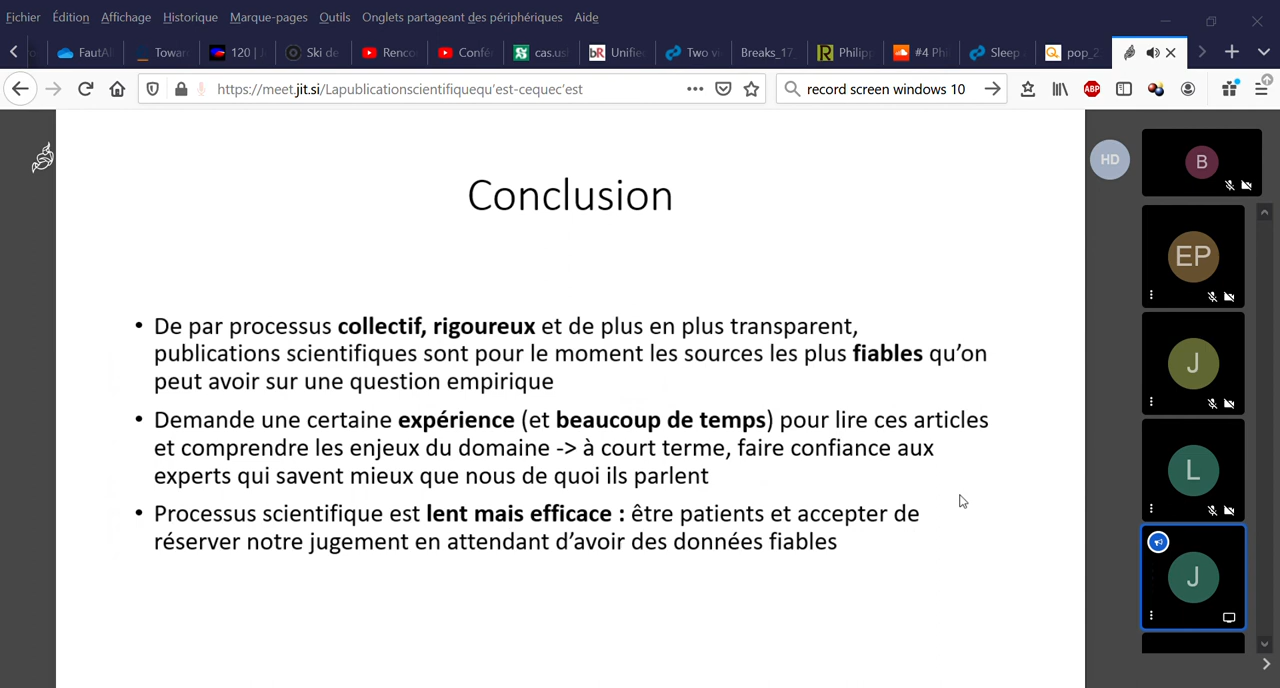 Fichier Édition Affichage Historique Marque-pages Outils Onglets partageant des périphériques Aide
FautA Towar 120 | Ski de Renco Confé cas.us Unifie Two v Breaks_17_ Philip #4 Ph Sleep pop_2
https://meet.jit.si/Lapublicationscientifiquequ'est-cequec'est record screen windows 10
ABP
HD
B
EP
J
L
J
Conclusion
• De par processus collectif, rigoureux et de plus en plus transparent,
publications scientifiques sont pour le moment les sources les plus fiables qu'on
peut avoir sur une question empirique
• Demande une certaine expérience (et beaucoup de temps) pour lire ces articles
et comprendre les enjeux du domaine -> à court terme, faire confiance aux
experts qui savent mieux que nous de quoi ils parlent
• Processus scientifique est lent mais efficace : être patients et accepter de
réserver notre jugement en attendant d'avoir des données fiables